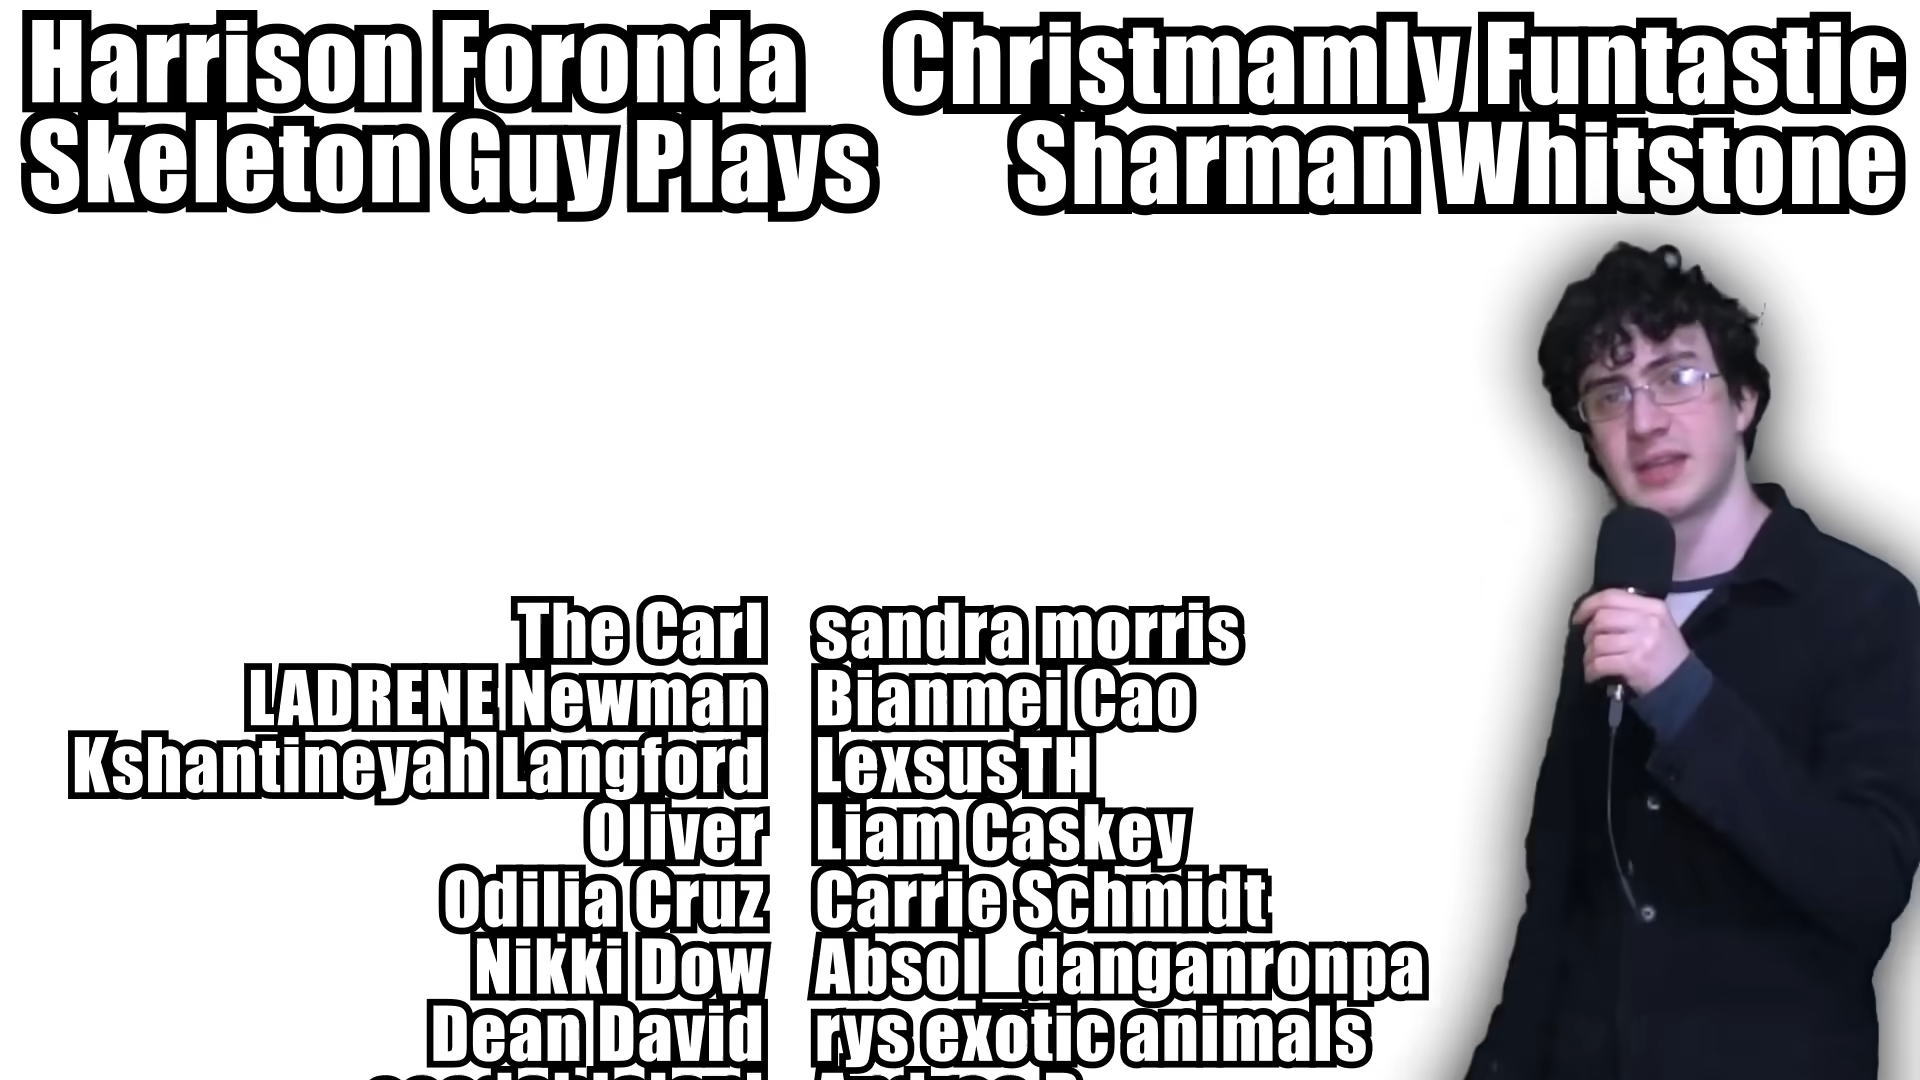 Harrison Foronda
Skeleton Guy Plays
Christmamly Funtastic
Sharman Whitstone
The Carl
LADRENE Newman
Kshantineyah Langford
Oliver
Odilia Cruz
Nikki Dow
Dean David
sandra morris
Bianmei Cao
LexsusTH
Liam Caskey
Carrie Schmidt
Absol_danganronpa
rys exotic animals